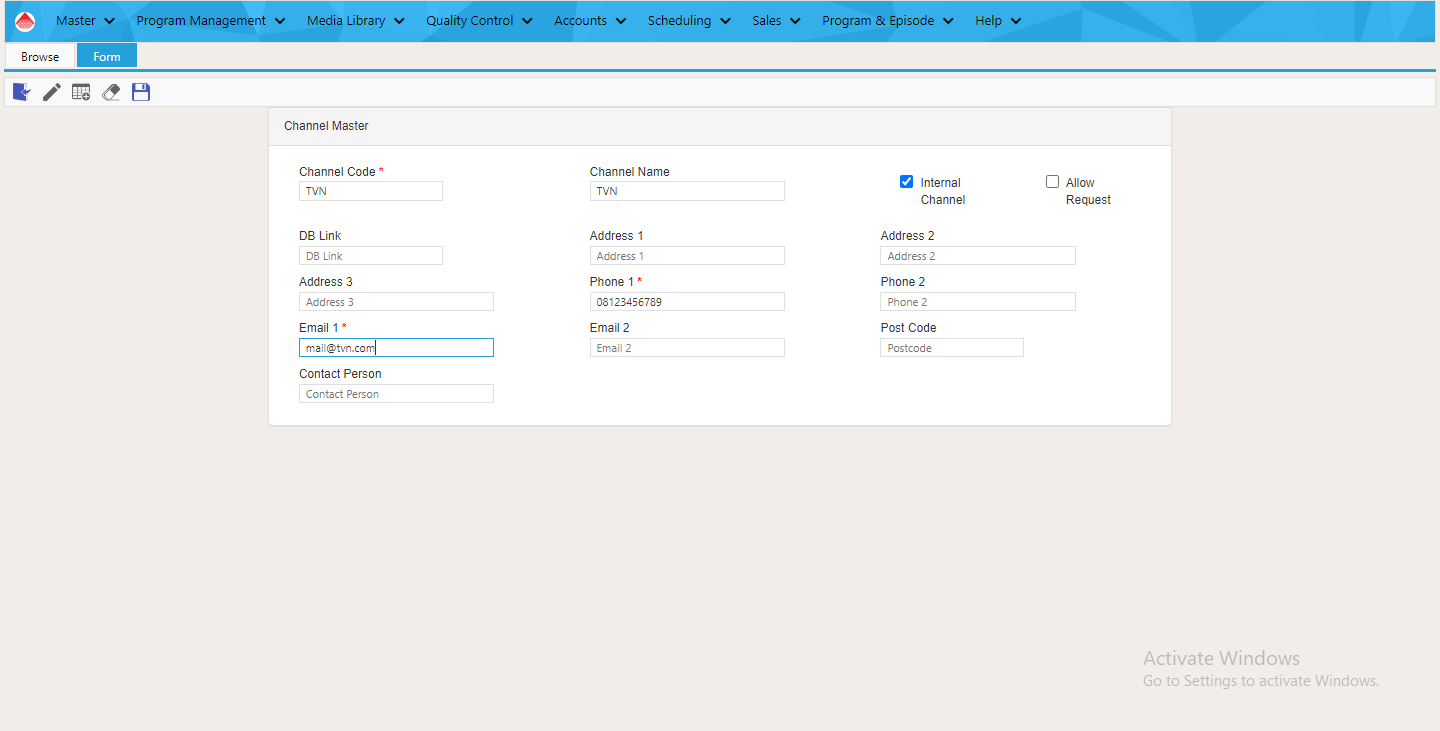 Master Program Management Media Library Quality Control Accounts Scheduling Sales Program & Episode Help
Browse Form
Channel Master
Channel Code * Channel Name
TVN TVN
Internal Channel
Allow Request
DB Link Address 1 Address 2
DB Link Address 1 Address 2
Address 3 Phone 1 * Phone 2
Address 3 08123456789 Phone 2
Email 1 * Email 2 Post Code
mail@tvn.com Email 2 Postcode
Contact Person
Contact Person
Activate Windows
Go to Settings to activate Windows.